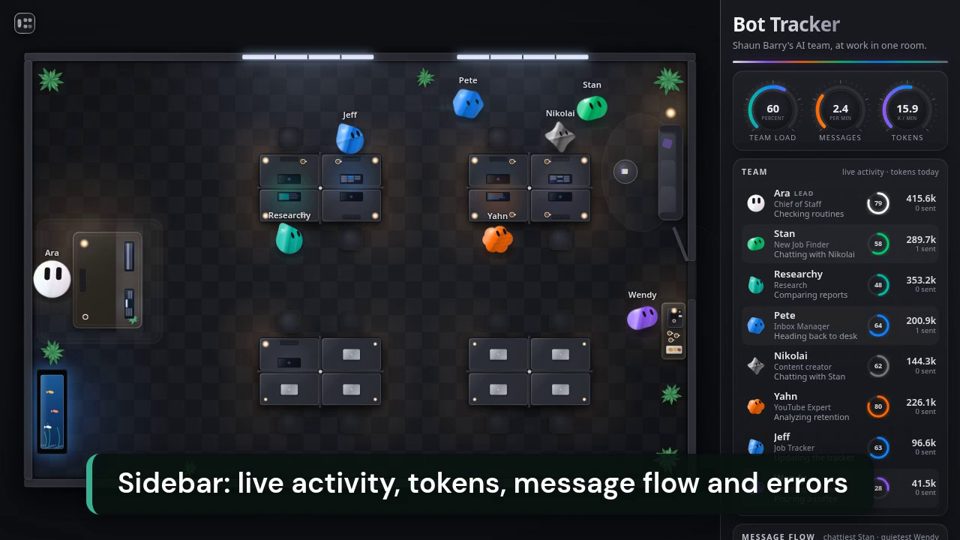 Bot Tracker
Shaun Barry's AI team, at work in one room.
60
PERCENT
TEAM LOAD
2.4
PER MIN
MESSAGES
15.9
K / MIN
TOKENS
TEAM
live activity · tokens today
Ara LEAD
Chief of Staff
Checking routines
79
415.6k
0 sent
Stan
New Job Finder
Chatting with Nikolai
58
289.7k
1 sent
Researchy
Research
Comparing reports
48
353.2k
0 sent
Pete
Inbox Manager
Heading back to desk
64
200.9k
1 sent
Nikolai
Content creator
Chatting with Stan
62
144.3k
0 sent
Yahn
YouTube Expert
Analyzing retention
80
226.1k
0 sent
Jeff
Job Tracker
Updating the tracker
63
96.6k
0 sent
28
41.5k
0 sent
MESSAGE FLOW
chattiest Stan · quietest Wendy
Pete
Stan
Jeff
Nikolai
Researchy
Yahn
Ara
Wendy
Sidebar: live activity, tokens, message flow and errors